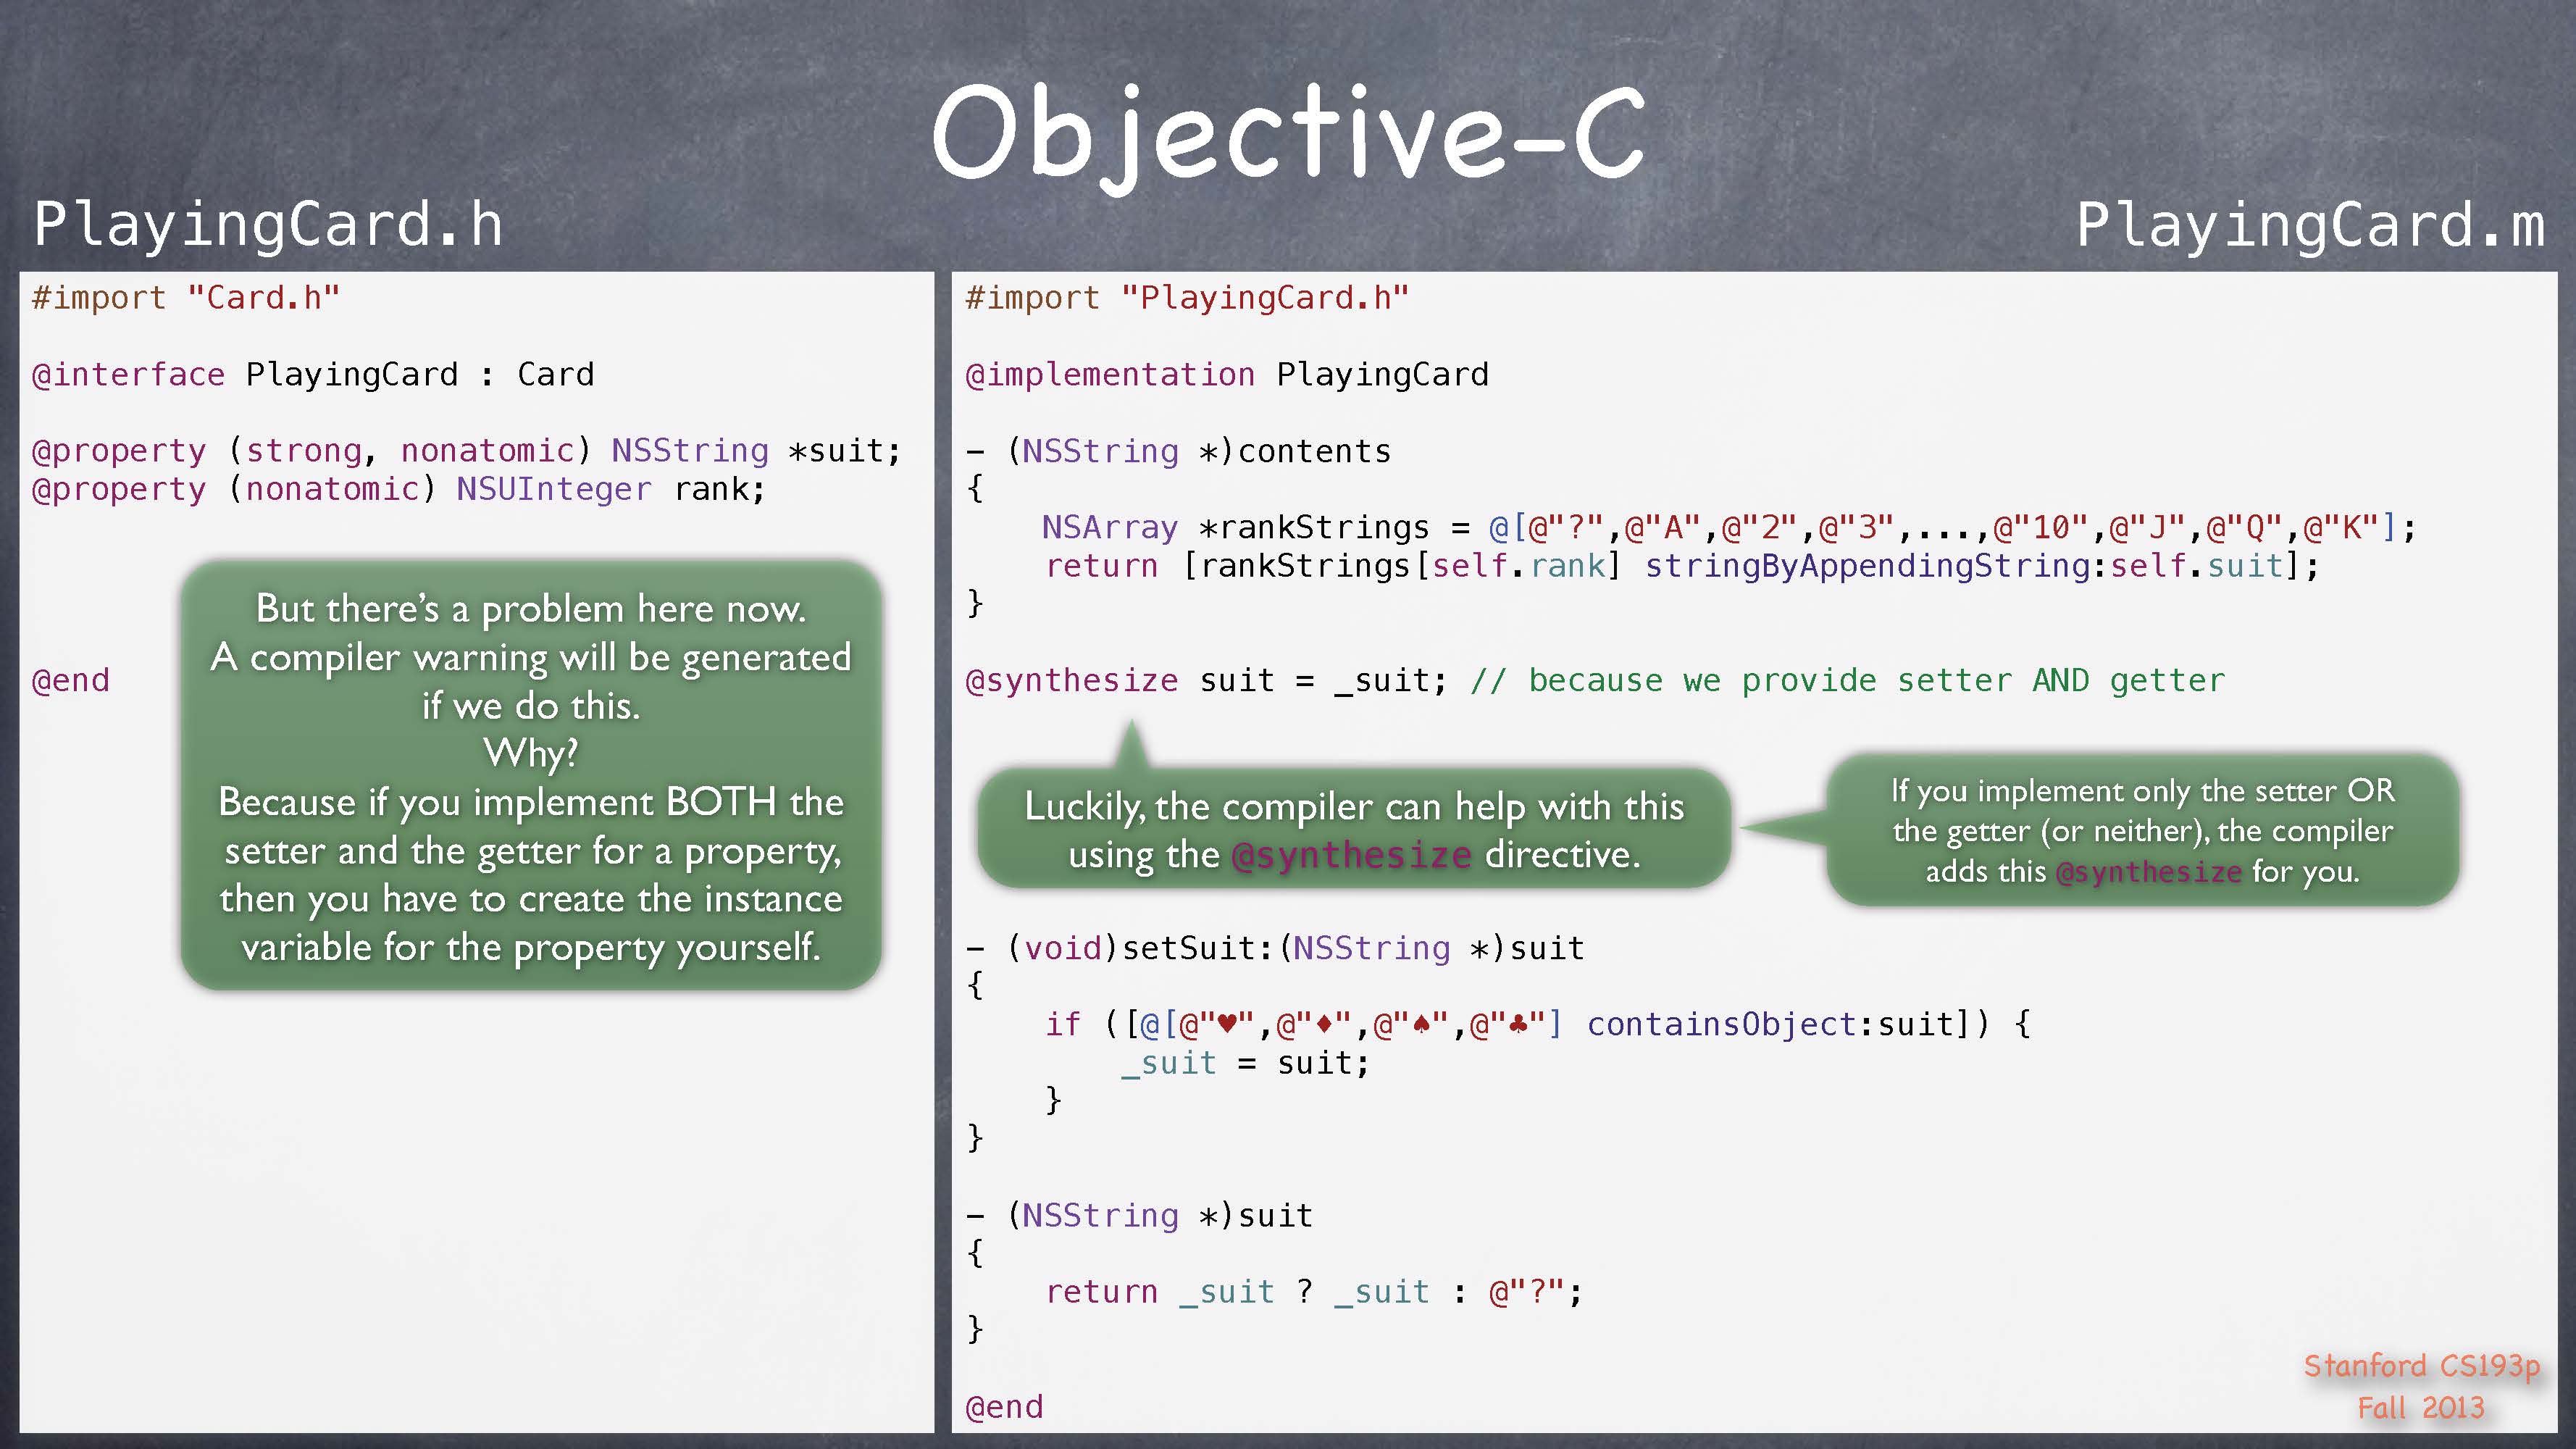 Objective-C
PlayingCard.h
PlayingCard.m
#import "Card.h"
@interface PlayingCard : Card
@property (strong, nonatomic) NSString *suit;
@property (nonatomic) NSUInteger rank;
But there's a problem here now.
A compiler warning will be generated
if we do this.
Why?
Because if you implement BOTH the
setter and the getter for a property,
then you have to create the instance
variable for the property yourself.
@end
#import "PlayingCard.h"
@implementation PlayingCard
- (NSString *)contents
{
    NSArray *rankStrings = @[@"?",@"A",@"2",@"3",...,@"10",@"J",@"Q",@"K"];
    return [rankStrings[self.rank] stringByAppendingString:self.suit];
}
@synthesize suit = _suit; // because we provide setter AND getter
Luckily, the compiler can help with this
using the @synthesize directive.
If you implement only the setter OR
the getter (or neither), the compiler
adds this @synthesize for you.
- (void)setSuit:(NSString *)suit
{
    if ([@[@"♥",@"♦",@"♠",@"♣"] containsObject:suit]) {
        _suit = suit;
    }
}
- (NSString *)suit
{
    return _suit ? _suit : @"?";
}
@end
Stanford CS193p
Fall 2013